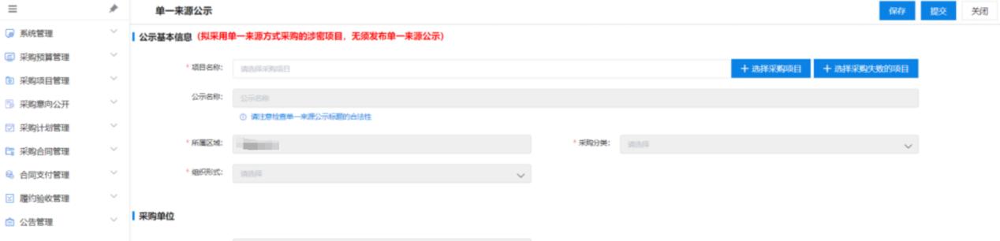 单一来源公示
保存 提交 关闭
系统管理
采购预算管理
采购项目管理
采购意向公开
采购计划管理
采购合同管理
合同支付管理
履约验收管理
公告管理
公示基本信息（拟采用单一来源方式采购的涉密项目，无须发布单一来源公示）
* 项目名称： 请选择采购项目 + 选择采购项目 + 选择采购失败的项目
公示名称： 公示名称
请注意检查单一来源公示标题的合法性
* 所属区域： * 采购分类： 请选择
* 组织形式： 请选择
采购单位